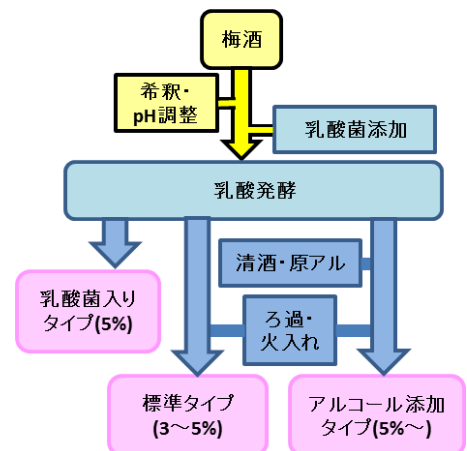 梅酒
希釈・
pH調整
乳酸菌添加
乳酸発酵
清酒・原アル
乳酸菌入り
タイプ(5%)
ろ過・
火入れ
標準タイプ
(3～5%)
アルコール添加
タイプ(5%～)